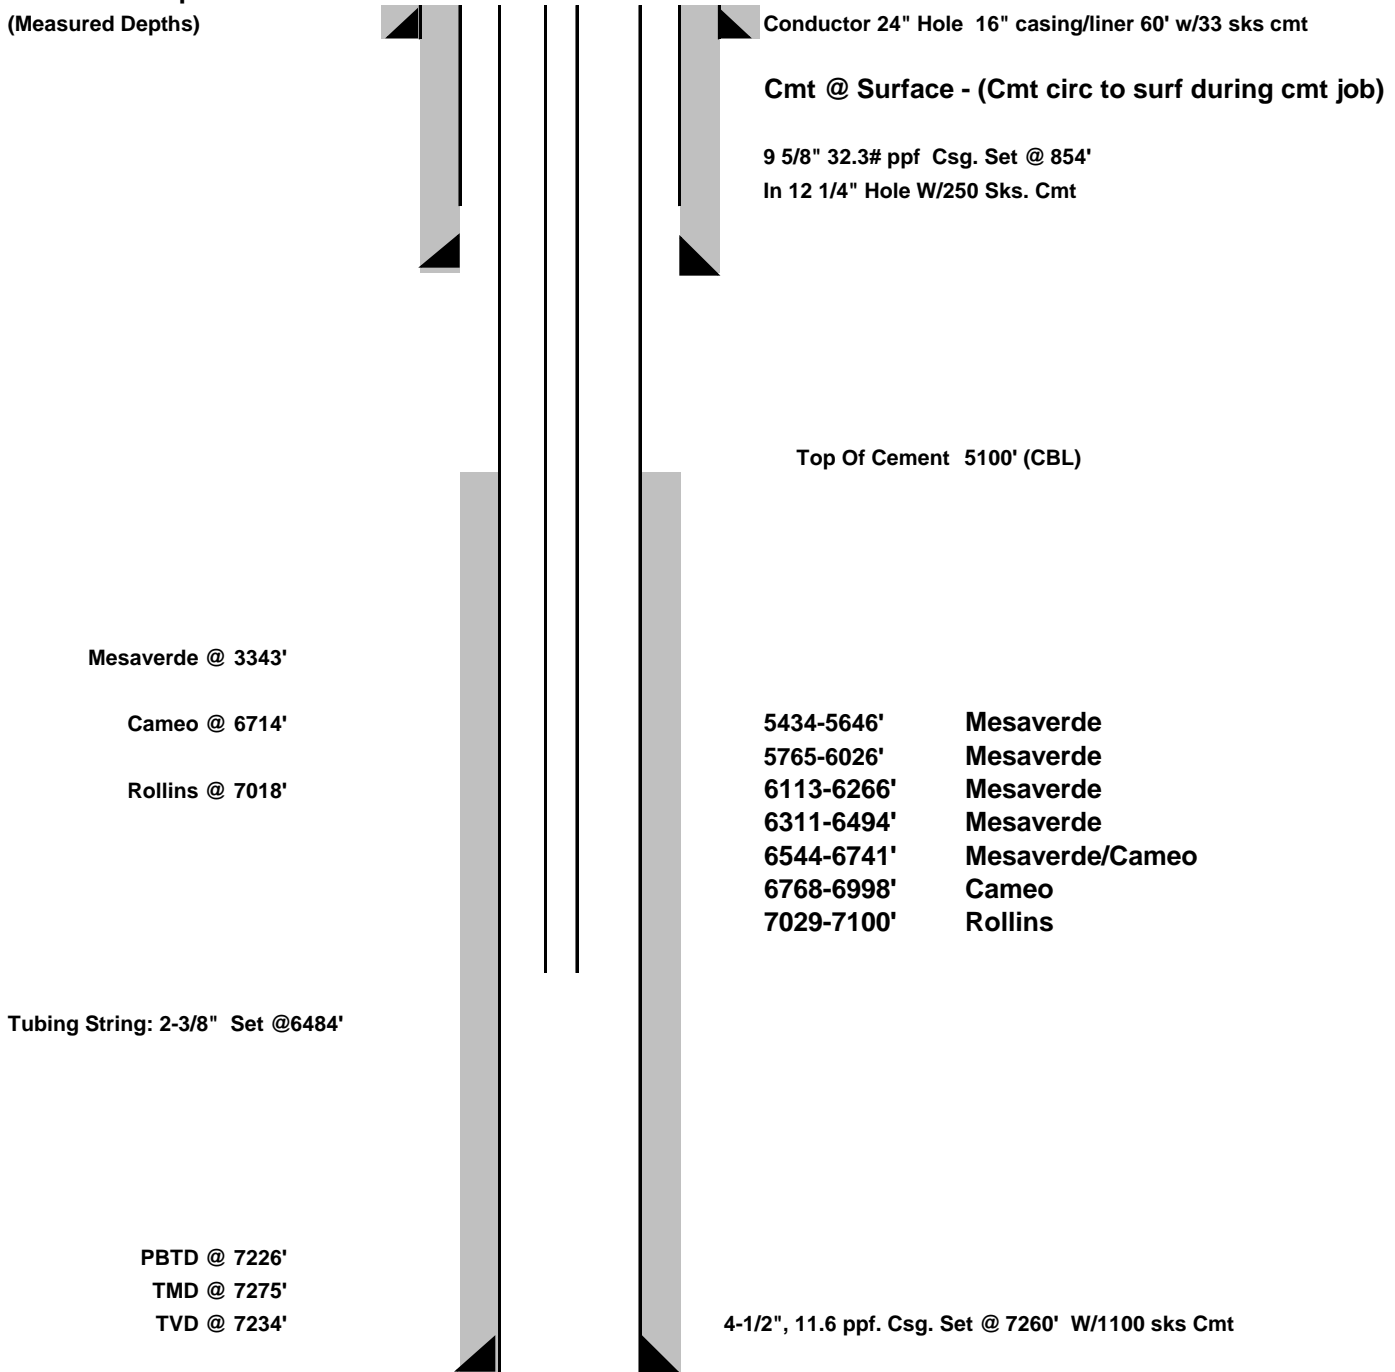 (Measured Depths)
Conductor 24" Hole 16" casing/liner 60' w/33 sks cmt
Cmt @ Surface - (Cmt circ to surf during cmt job)
9 5/8" 32.3# ppf Csg. Set @ 854'
In 12 1/4" Hole W/250 Sks. Cmt
Top Of Cement 5100' (CBL)
Mesaverde @ 3343'
Cameo @ 6714'
Rollins @ 7018'
5434-5646' Mesaverde
5765-6026' Mesaverde
6113-6266' Mesaverde
6311-6494' Mesaverde
6544-6741' Mesaverde/Cameo
6768-6998' Cameo
7029-7100' Rollins
Tubing String: 2-3/8" Set @6484'
PBTD @ 7226'
TMD @ 7275'
TVD @ 7234'
4-1/2", 11.6 ppf. Csg. Set @ 7260' W/1100 sks Cmt